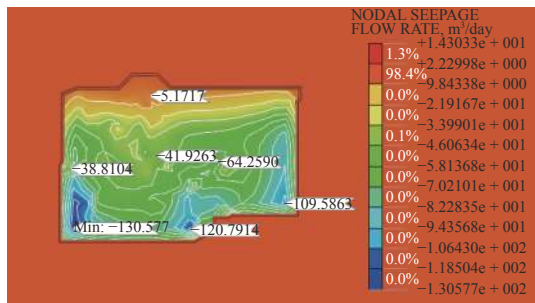 NODAL SEEPAGE
FLOW RATE, m³/day
+1.43033e + 001
1.3%
+2.22998e + 000
98.4%
−9.84338e + 000
0.0%
−2.19167e + 001
0.0%
−3.39901e + 001
0.1%
−4.60634e + 001
0.0%
−5.81368e + 001
0.0%
−7.02101e + 001
0.0%
−8.22835e + 001
0.0%
−9.43568e + 001
0.0%
−1.06430e + 002
0.0%
−1.18504e + 002
0.0%
−1.30577e + 002
−5.1717
−41.9263
−64.2590
−38.8104
−109.5863
Min: −130.577
−120.7914